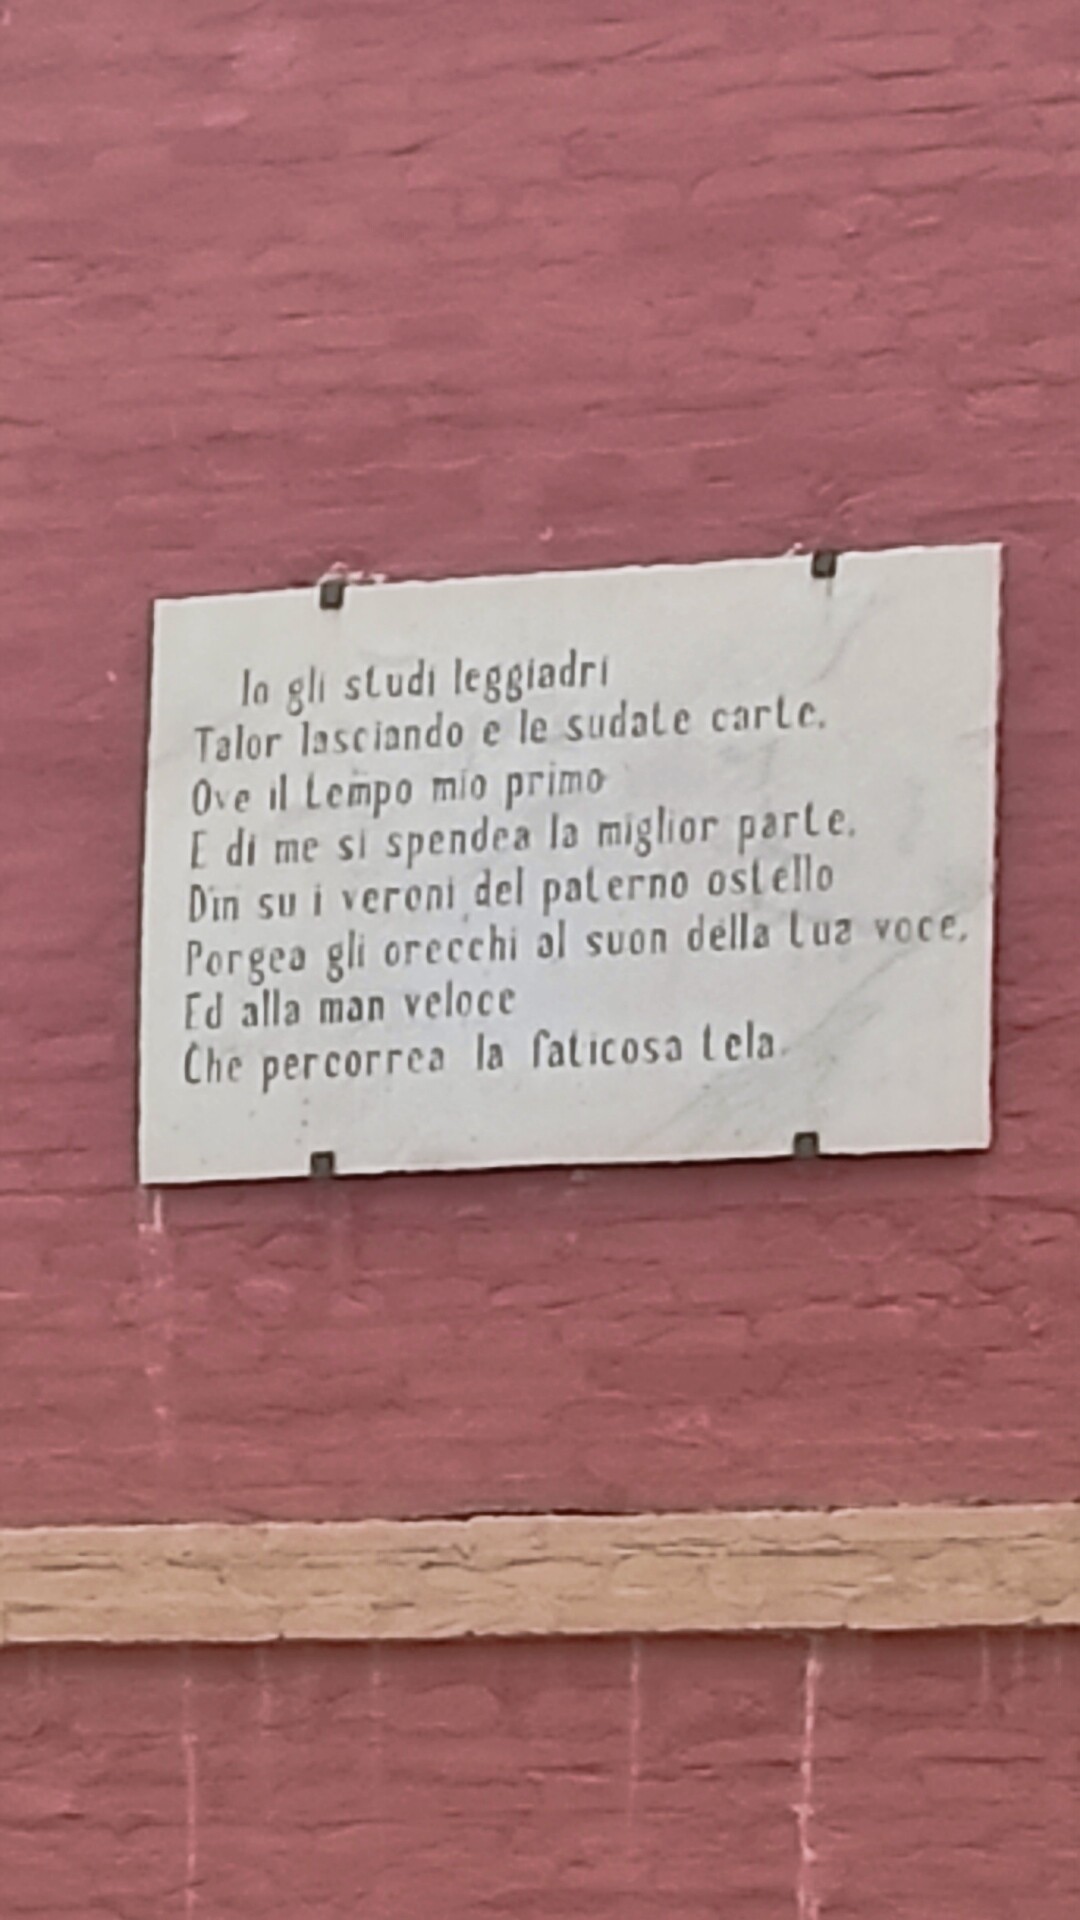 Io gli studi leggiadri
Talor lasciando e le sudate carte,
Ove il tempo mio primo
E di me si spendea la miglior parte,
D'in su i veroni del paterno ostello
Porgea gli orecchi al suon della tua voce,
Ed alla man veloce
Che percorrea la faticosa tela.